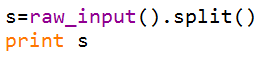 s=raw_input().split()
print s